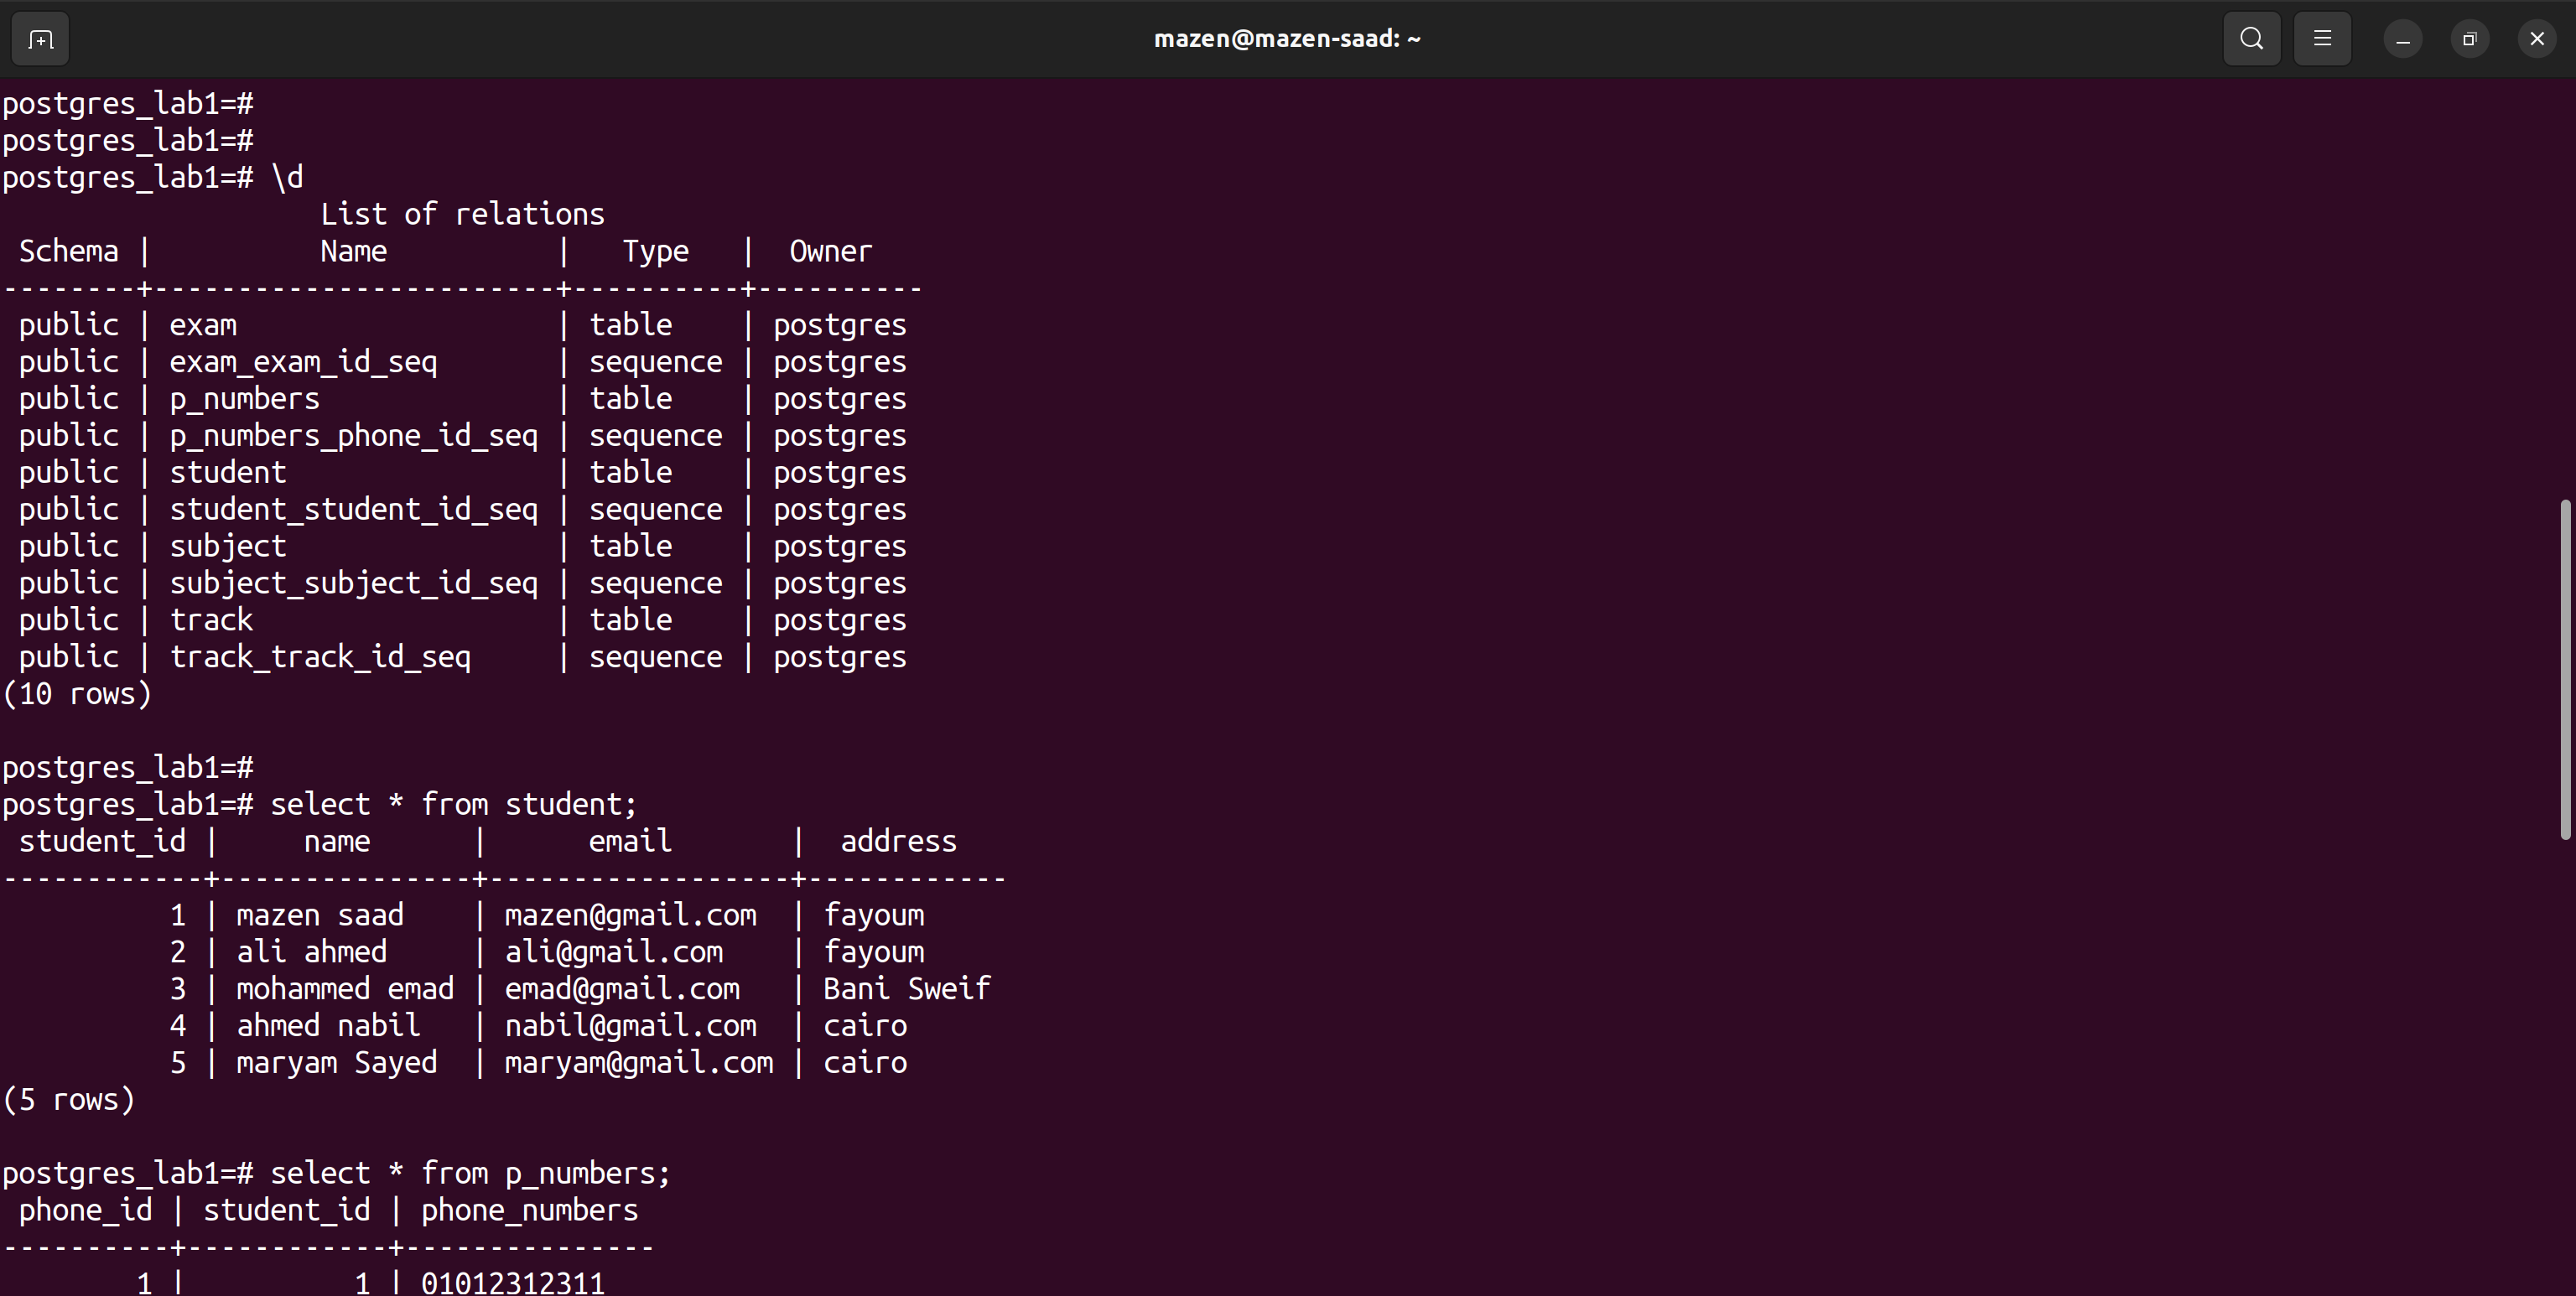 mazen@mazen-saad: ~
postgres_lab1=#
postgres_lab1=#
postgres_lab1=# \d
                   List of relations
 Schema |          Name          |   Type   |  Owner
--------+------------------------+----------+----------
 public | exam                   | table    | postgres
 public | exam_exam_id_seq       | sequence | postgres
 public | p_numbers              | table    | postgres
 public | p_numbers_phone_id_seq | sequence | postgres
 public | student                | table    | postgres
 public | student_student_id_seq | sequence | postgres
 public | subject                | table    | postgres
 public | subject_subject_id_seq | sequence | postgres
 public | track                  | table    | postgres
 public | track_track_id_seq     | sequence | postgres
(10 rows)
postgres_lab1=#
postgres_lab1=# select * from student;
 student_id |     name      |      email       |  address
------------+---------------+------------------+------------
          1 | mazen saad    | mazen@gmail.com  | fayoum
          2 | ali ahmed     | ali@gmail.com    | fayoum
          3 | mohammed emad | emad@gmail.com   | Bani Sweif
          4 | ahmed nabil   | nabil@gmail.com  | cairo
          5 | maryam Sayed  | maryam@gmail.com | cairo
(5 rows)
postgres_lab1=# select * from p_numbers;
 phone_id | student_id | phone_numbers
----------+------------+---------------
        1 |          1 | 01012312311